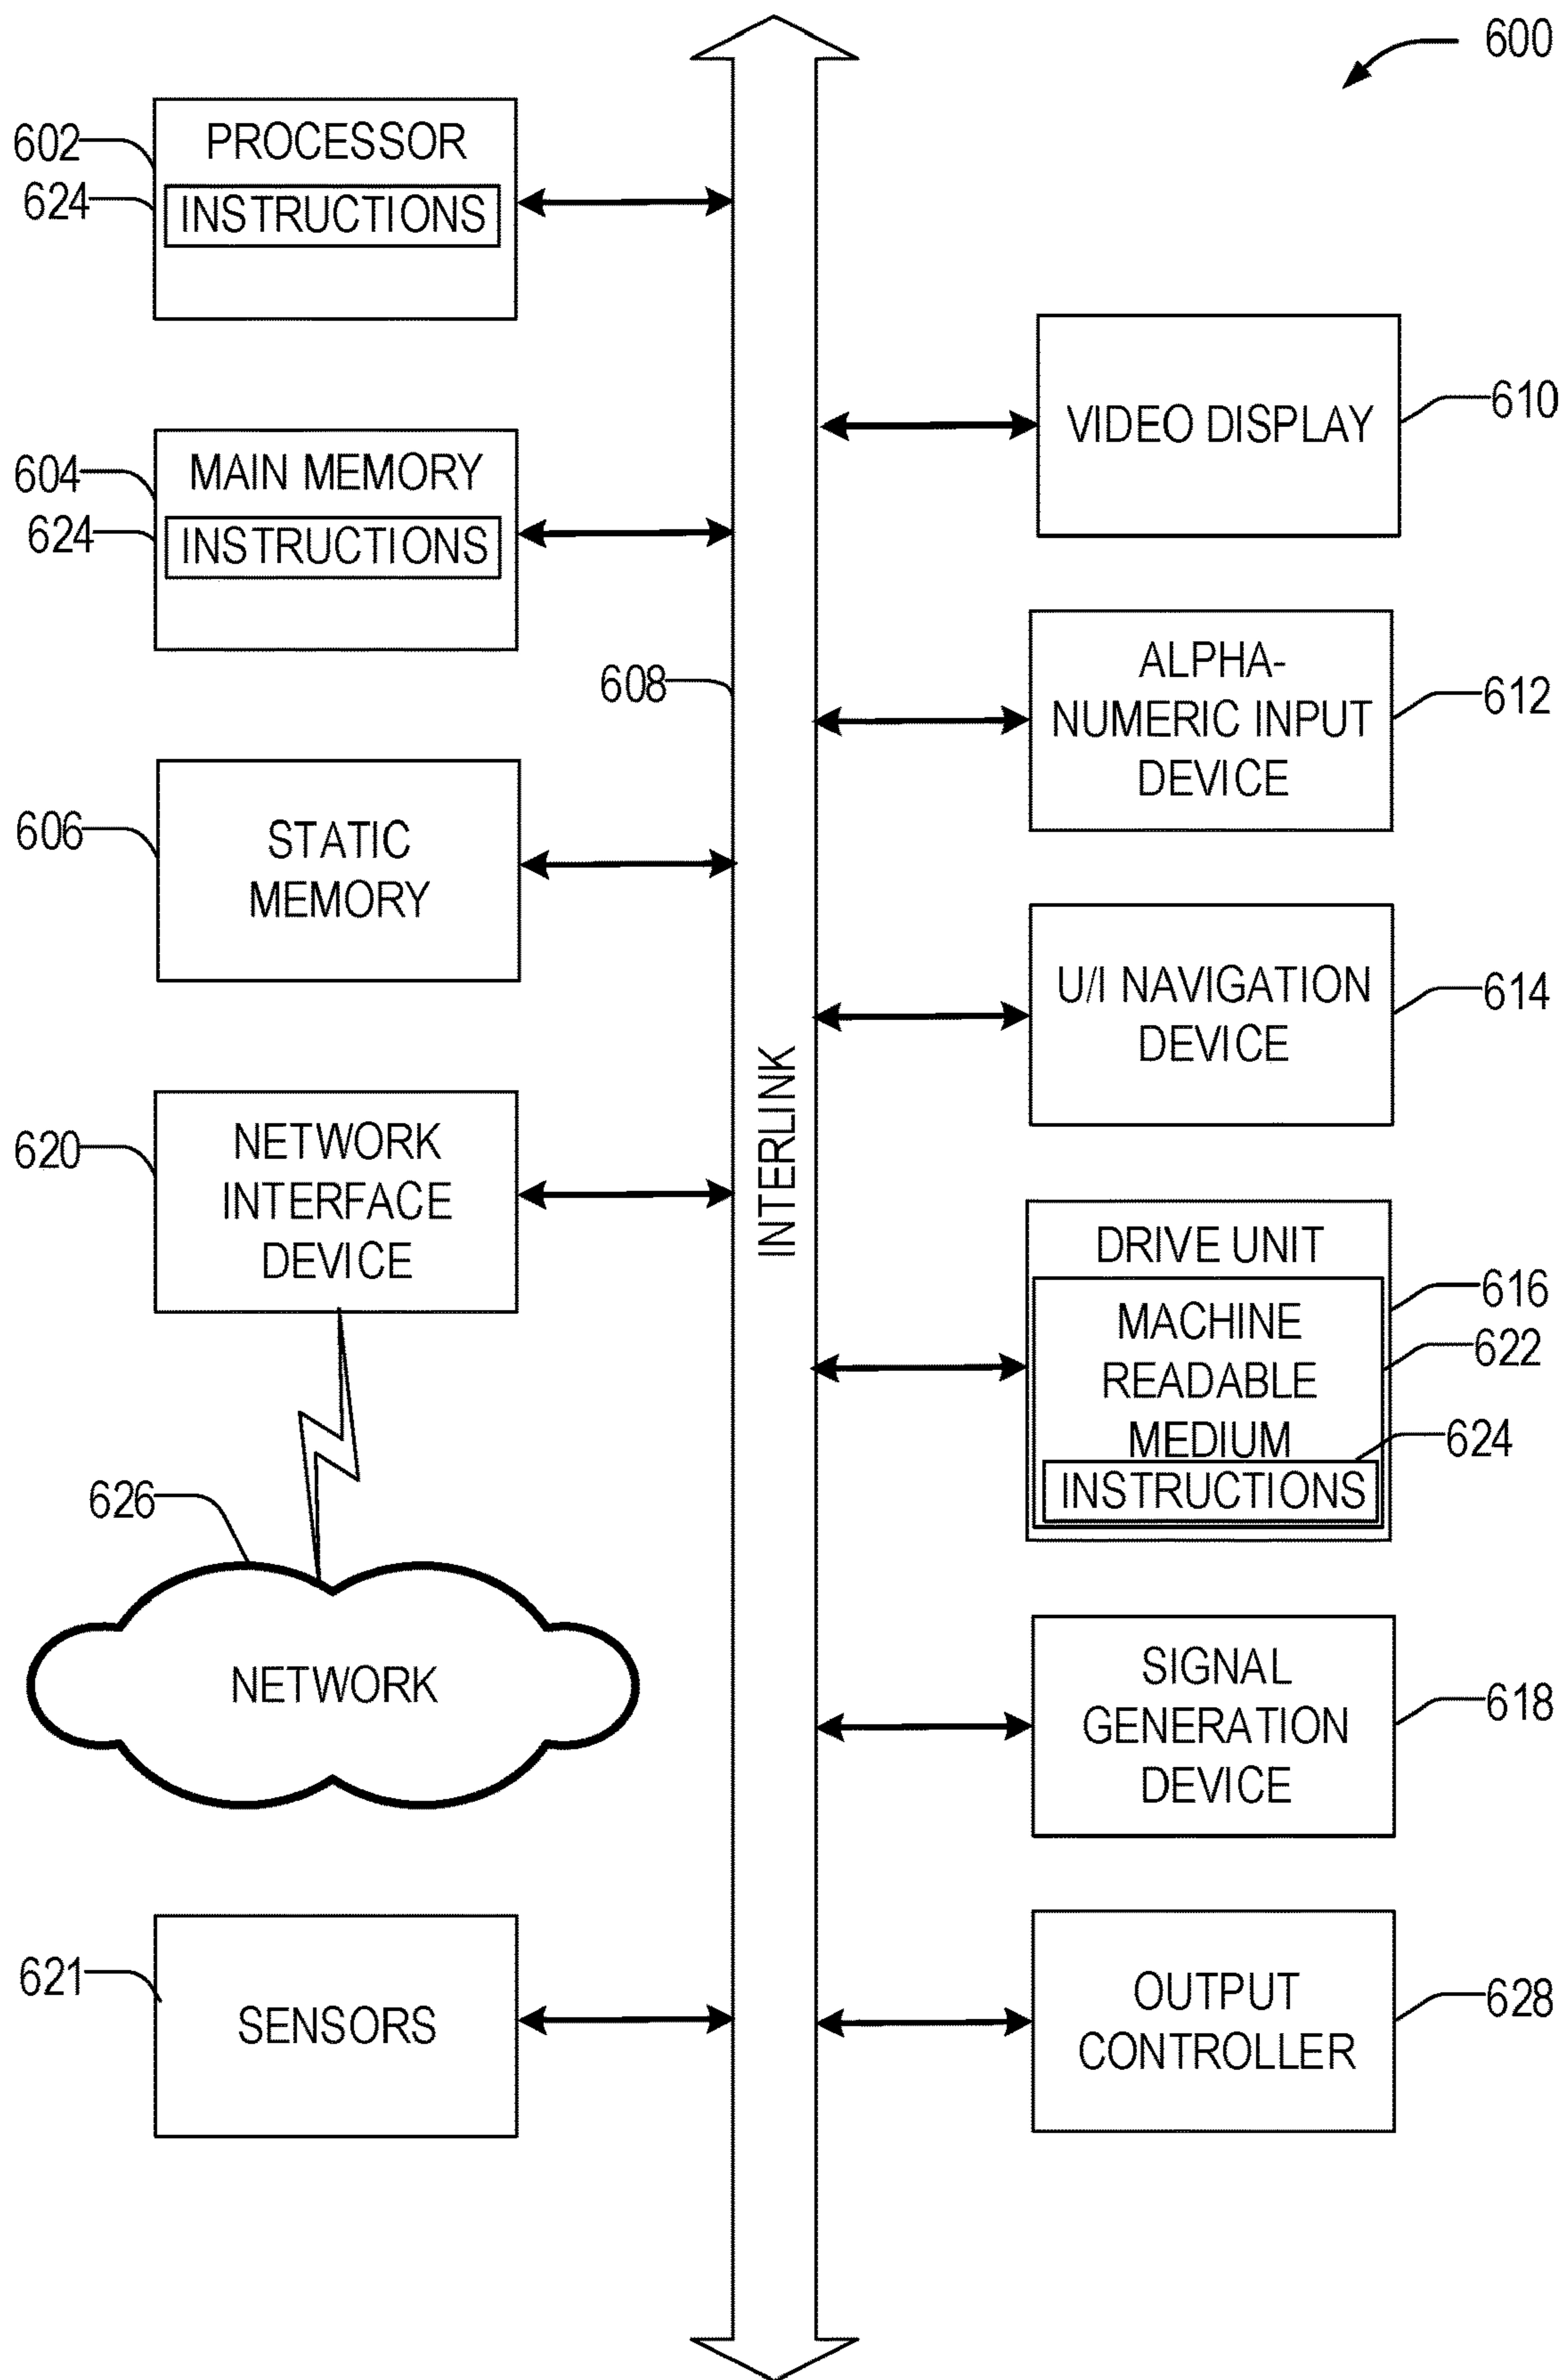 600
602
PROCESSOR
624
INSTRUCTIONS
604
MAIN MEMORY
624
INSTRUCTIONS
606
STATIC
MEMORY
620
NETWORK
INTERFACE
DEVICE
626
NETWORK
621
SENSORS
608
INTERLINK
VIDEO DISPLAY
610
ALPHA-
NUMERIC INPUT
DEVICE
612
U/I NAVIGATION
DEVICE
614
DRIVE UNIT
616
MACHINE
READABLE
MEDIUM
622
624
INSTRUCTIONS
SIGNAL
GENERATION
DEVICE
618
OUTPUT
CONTROLLER
628